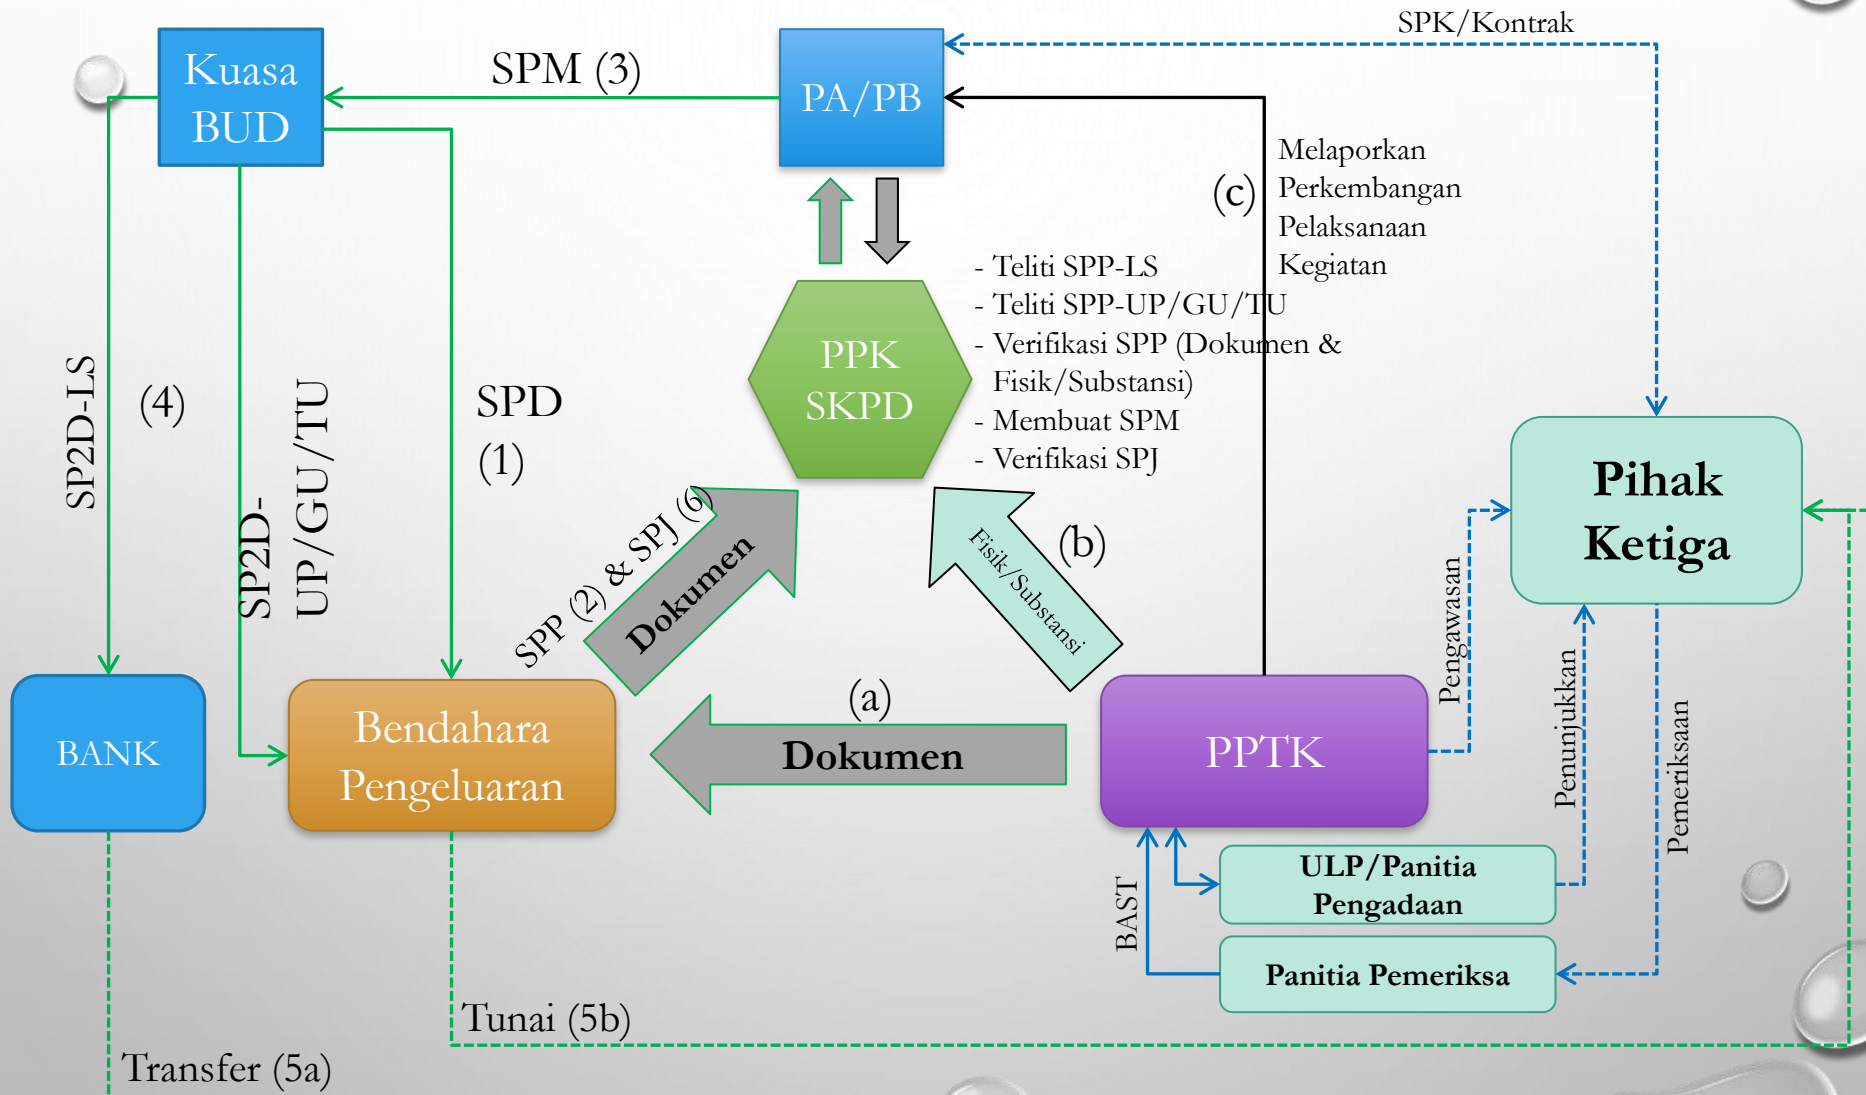 SPK/Kontrak
Kuasa
BUD
SPM (3)
PA/PB
(c)
Melaporkan
Perkembangan
Pelaksanaan
Kegiatan
- Teliti SPP-LS
- Teliti SPP-UP/GU/TU
- Verifikasi SPP (Dokumen &
Fisik/Substansi)
- Membuat SPM
- Verifikasi SPJ
PPK
SKPD
SP2D-LS
(4)
SP2D-
UP/GU/TU
SPD
(1)
SPP (2) & SPJ (6)
Dokumen
Fisik/Substansi
(b)
Pihak
Ketiga
Pengawasan
Penunjukkan
Pemeriksaan
BANK
Bendahara
Pengeluaran
(a)
Dokumen
PPTK
ULP/Panitia
Pengadaan
BAST
Panitia Pemeriksa
Tunai (5b)
Transfer (5a)